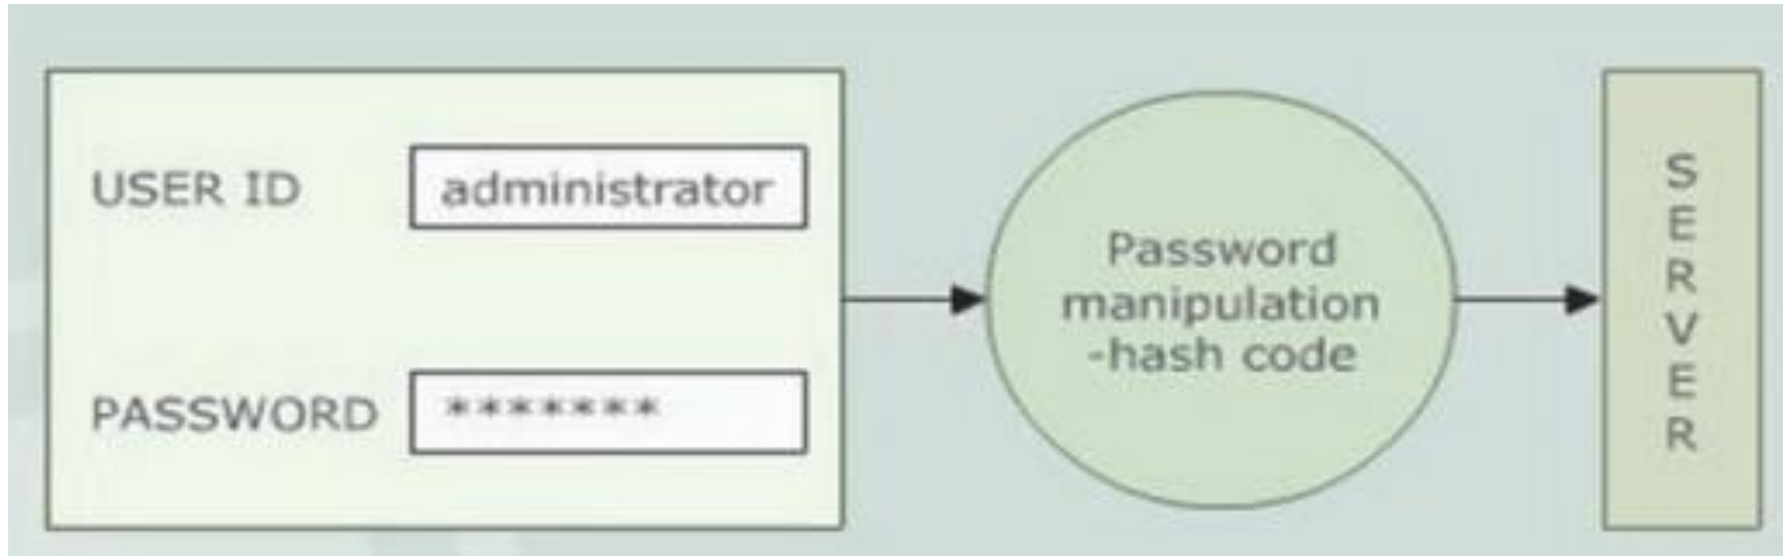 USER ID
administrator
PASSWORD
*******
Password
manipulation
-hash code
SERVER